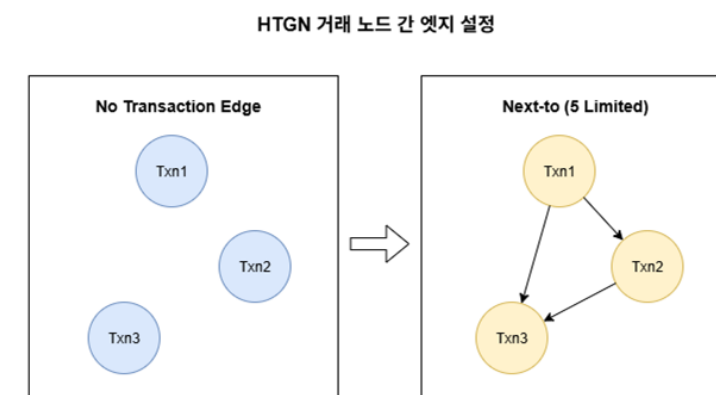 HTGN 거래 노드 간 엣지 설정
No Transaction Edge
Txn1
Txn2
Txn3
Next-to (5 Limited)
Txn1
Txn2
Txn3